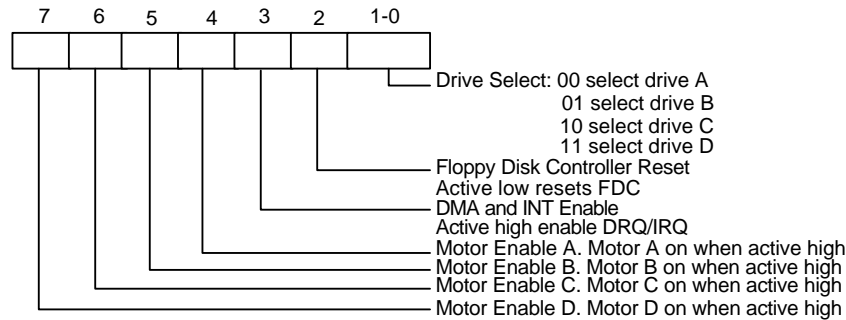 7 6 5 4 3 2 1-0
Drive Select: 00 select drive A
01 select drive B
10 select drive C
11 select drive D
Floppy Disk Controller Reset
Active low resets FDC
DMA and INT Enable
Active high enable DRQ/IRQ
Motor Enable A. Motor A on when active high
Motor Enable B. Motor B on when active high
Motor Enable C. Motor C on when active high
Motor Enable D. Motor D on when active high